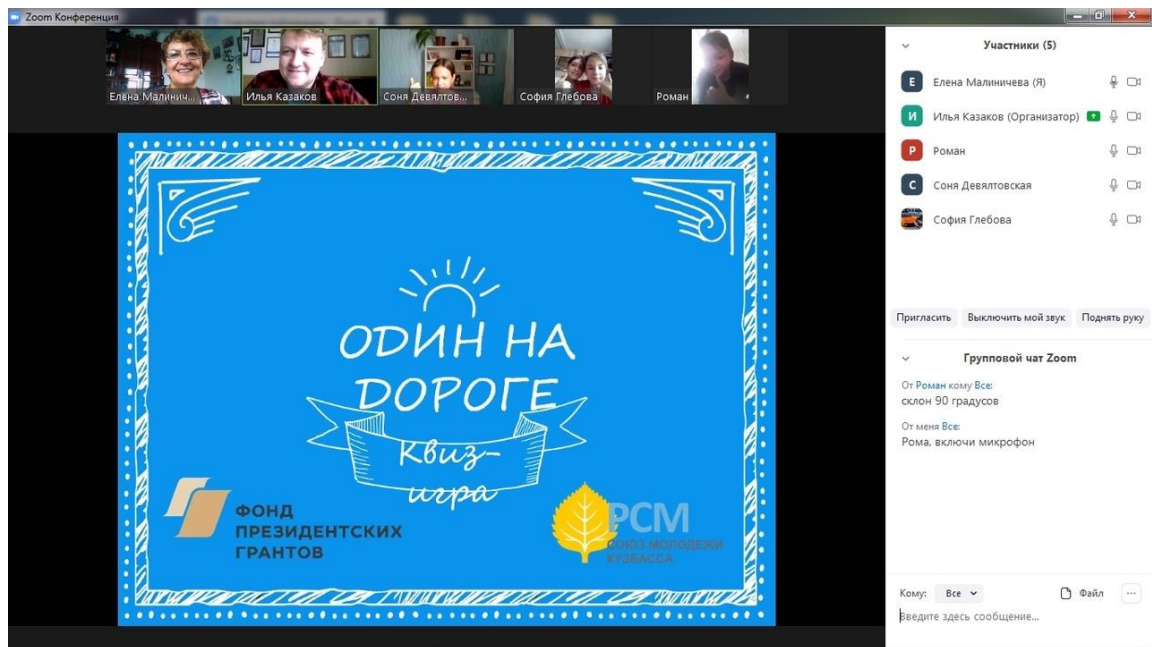 Zoom Конференция
Елена Малинич...
Илья Казаков
Соня Девялтов...
София Глебова
Роман
ОДИН НА
ДОРОГЕ
Квиз-
игра
ФОНД
ПРЕЗИДЕНТСКИХ
ГРАНТОВ
РСМ
СОЮЗ МОЛОДЕЖИ
КУЗБАССА
Участники (5)
Е Елена Малиничева (Я)
И Илья Казаков (Организатор)
Р Роман
С Соня Девялтовская
София Глебова
Пригласить Выключить мой звук Поднять руку
Групповой чат Zoom
От Роман кому Все:
склон 90 градусов
От меня Все:
Рома, включи микрофон
Кому: Все Файл ...
Введите здесь сообщение...